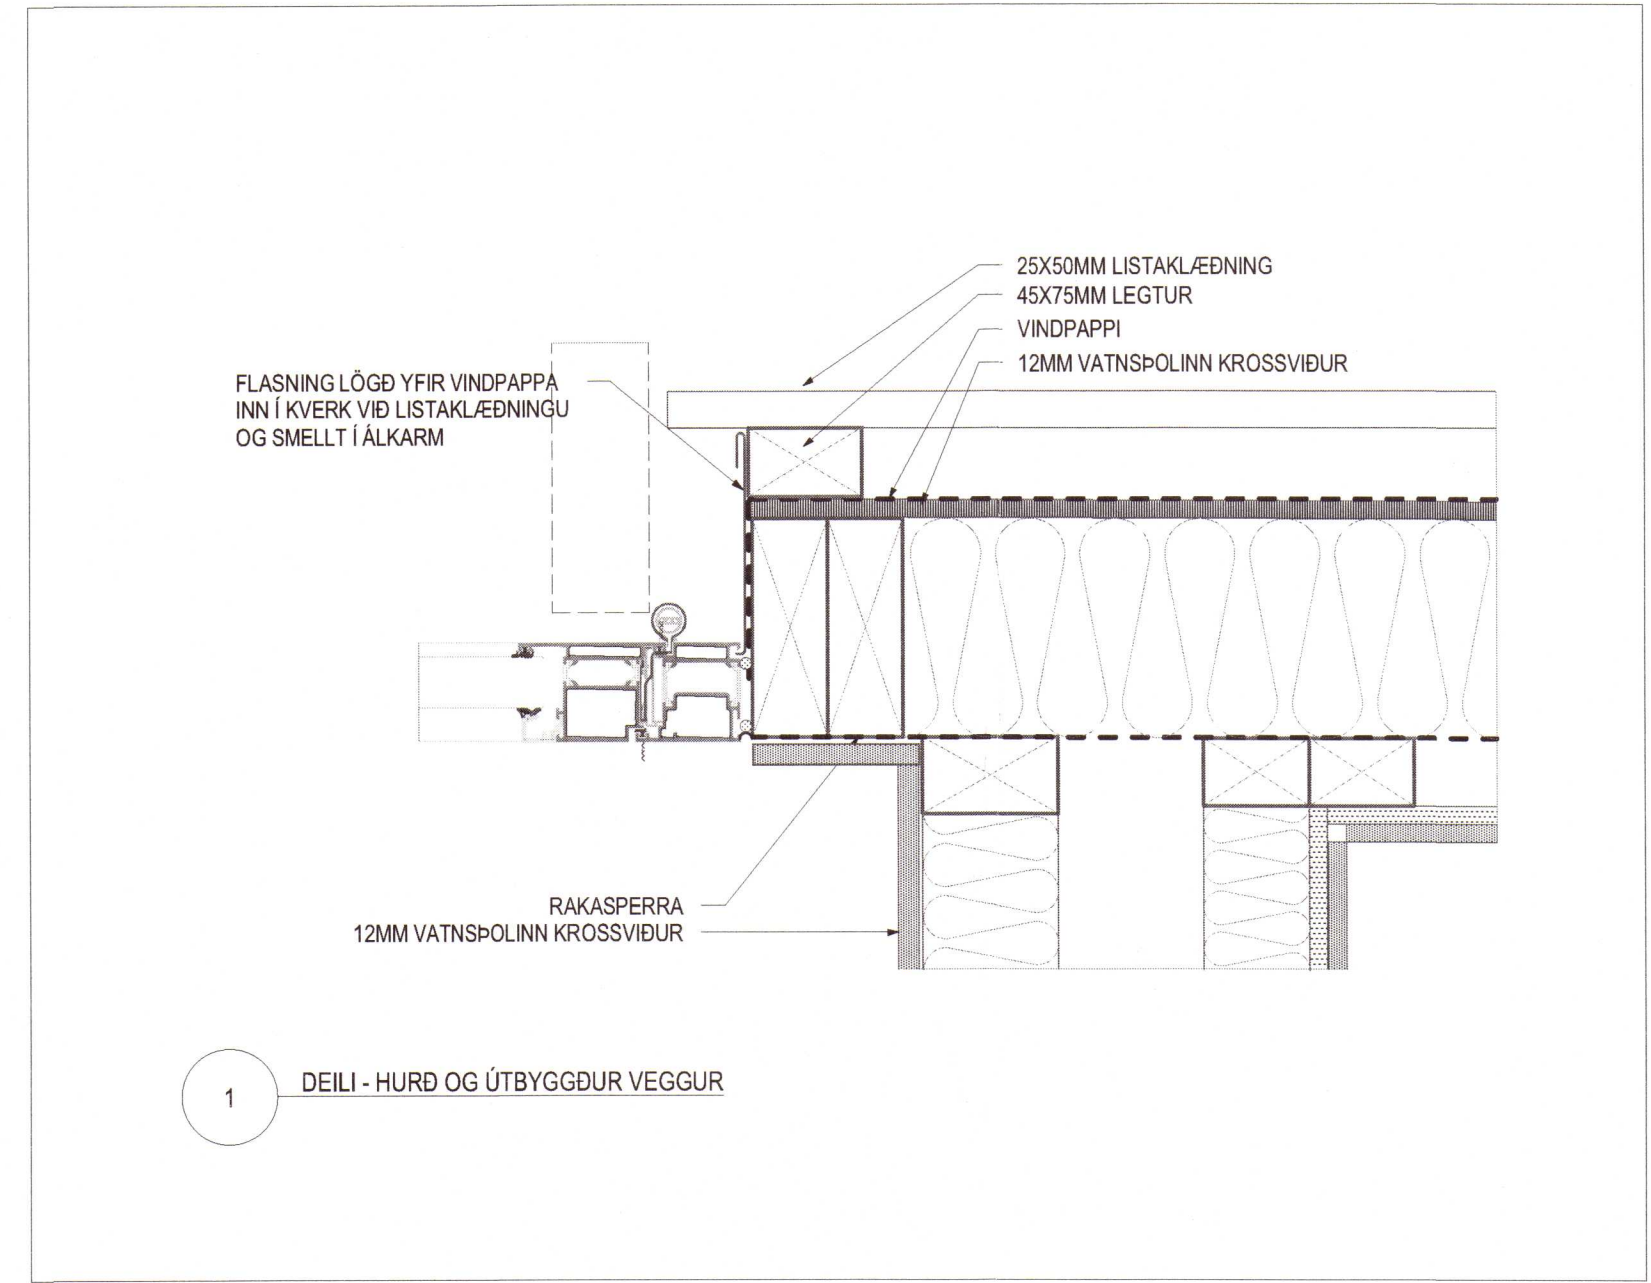 25X50MM LISTAKLÆÐNING
45X75MM LEGTUR
VINDPAPPI
12MM VATNSÞOLINN KROSSVIÐUR
FLASNING LÖGÐ YFIR VINDPAPPA
INN Í KVERK VIÐ LISTAKLÆÐNINGU
OG SMELLT Í ÁLKARM
RAKASPERRA
12MM VATNSÞOLINN KROSSVIÐUR
1
DEILI - HURÐ OG ÚTBYGGÐUR VEGGUR